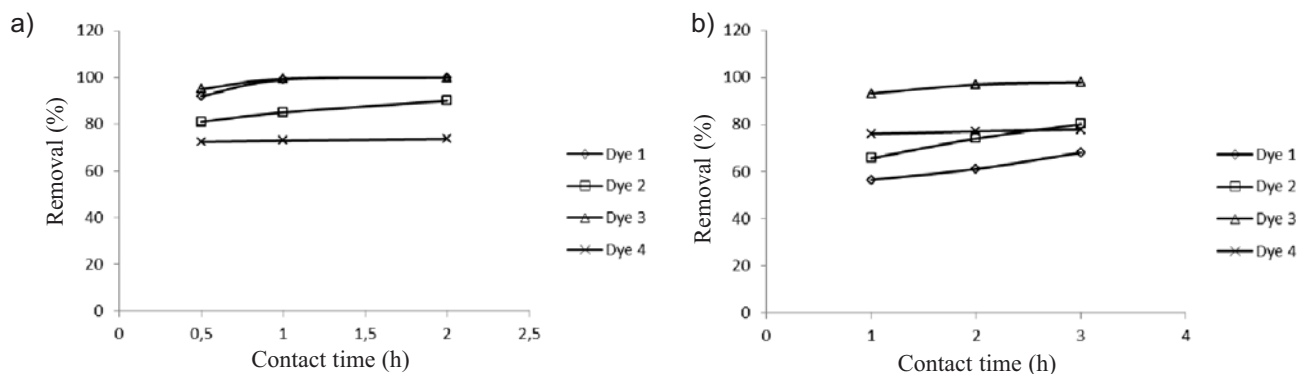 a)
120
100
80
60
40
20
0
Removal (%)
0 0,5 1 1,5 2 2,5
Contact time (h)
Dye 1
Dye 2
Dye 3
Dye 4
b)
120
100
80
60
40
20
0
Removal (%)
0 1 2 3 4
Contact time (h)
Dye 1
Dye 2
Dye 3
Dye 4